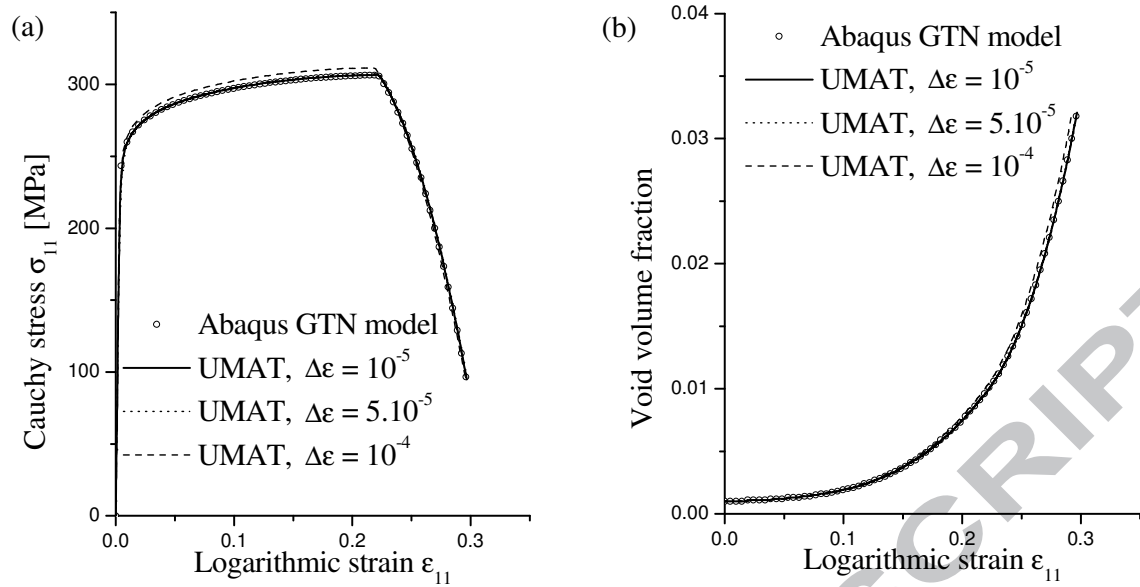 (a)
300
200
100
0
0.0 0.1 0.2 0.3
Cauchy stress σ₁₁ [MPa]
Logarithmic strain ε₁₁
Abaqus GTN model
UMAT, Δε = 10⁻⁵
UMAT, Δε = 5.10⁻⁵
UMAT, Δε = 10⁻⁴
(b)
0.04
0.03
0.02
0.01
0.00
0.0 0.1 0.2 0.3
Void volume fraction
Logarithmic strain ε₁₁
Abaqus GTN model
UMAT, Δε = 10⁻⁵
UMAT, Δε = 5.10⁻⁵
UMAT, Δε = 10⁻⁴
SCRIPT